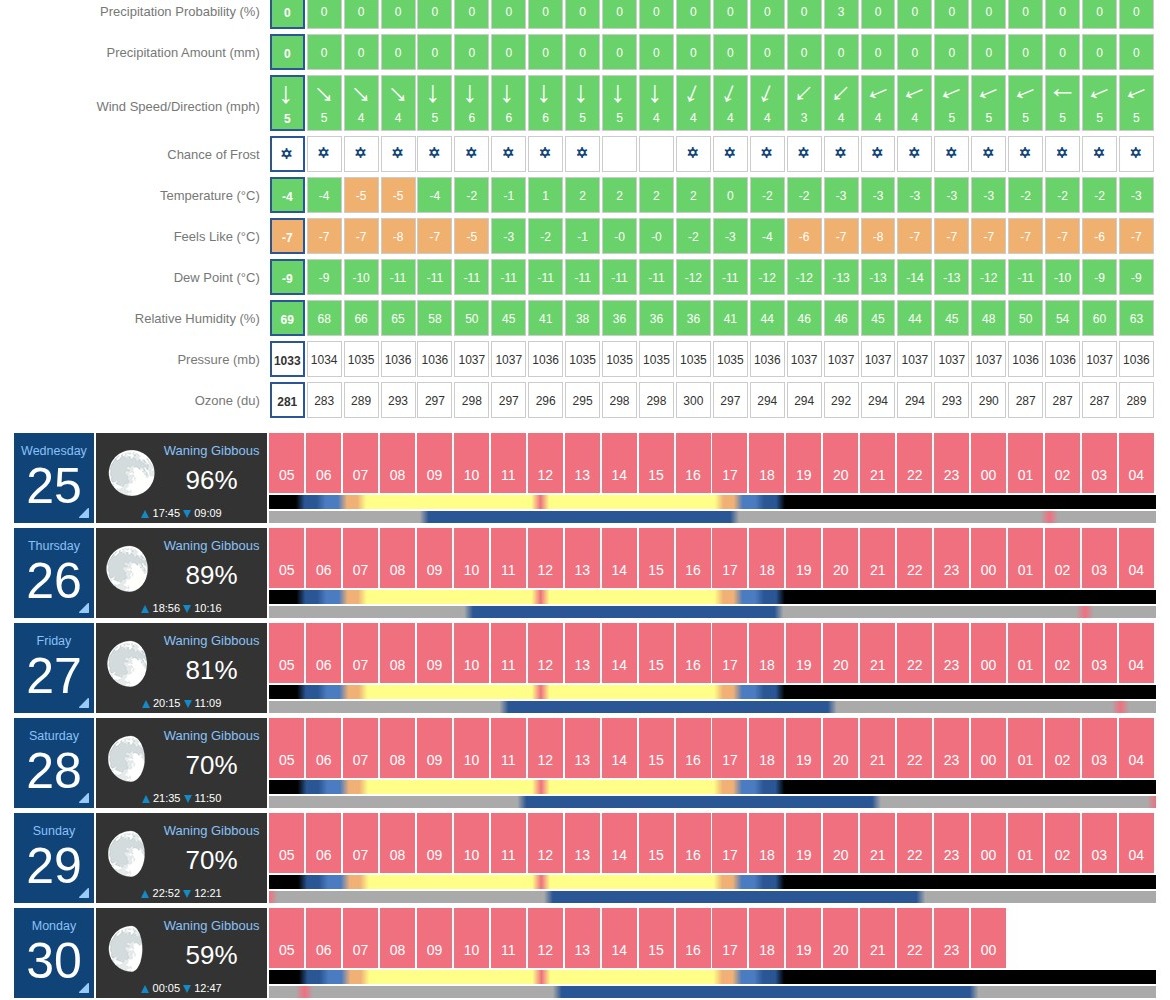 Precipitation Probability (%) 0 0 0 0 0 0 0 0 0 0 0 0 0 0 0 3 0 0 0 0 0 0 0 0
Precipitation Amount (mm) 0 0 0 0 0 0 0 0 0 0 0 0 0 0 0 0 0 0 0 0 0 0 0 0
Wind Speed/Direction (mph) 5 5 4 4 5 6 6 6 5 5 4 4 4 4 3 4 4 4 5 5 5 5 5 5
Chance of Frost
Temperature (°C) -4 -4 -5 -5 -4 -2 -1 1 2 2 2 2 0 -2 -2 -3 -3 -3 -3 -3 -2 -2 -2 -3
Feels Like (°C) -7 -7 -7 -8 -7 -5 -3 -2 -1 -0 -0 -2 -3 -4 -6 -7 -8 -7 -7 -7 -7 -7 -6 -7
Dew Point (°C) -9 -9 -10 -11 -11 -11 -11 -11 -11 -11 -11 -12 -11 -12 -12 -13 -13 -14 -13 -12 -11 -10 -9 -9
Relative Humidity (%) 69 68 66 65 58 50 45 41 38 36 36 36 41 44 46 46 45 44 45 48 50 54 60 63
Pressure (mb) 1033 1034 1035 1036 1036 1037 1037 1036 1035 1035 1035 1035 1035 1036 1037 1037 1037 1037 1037 1037 1036 1036 1037 1036
Ozone (du) 281 283 289 293 297 298 297 296 295 298 298 300 297 294 294 292 294 294 293 290 287 287 287 289
Wednesday Waning Gibbous
25 96% 05 06 07 08 09 10 11 12 13 14 15 16 17 18 19 20 21 22 23 00 01 02 03 04
▲ 17:45 ▼ 09:09
Thursday Waning Gibbous
26 89% 05 06 07 08 09 10 11 12 13 14 15 16 17 18 19 20 21 22 23 00 01 02 03 04
▲ 18:56 ▼ 10:16
Friday Waning Gibbous
27 81% 05 06 07 08 09 10 11 12 13 14 15 16 17 18 19 20 21 22 23 00 01 02 03 04
▲ 20:15 ▼ 11:09
Saturday Waning Gibbous
28 70% 05 06 07 08 09 10 11 12 13 14 15 16 17 18 19 20 21 22 23 00 01 02 03 04
▲ 21:35 ▼ 11:50
Sunday Waning Gibbous
29 70% 05 06 07 08 09 10 11 12 13 14 15 16 17 18 19 20 21 22 23 00 01 02 03 04
▲ 22:52 ▼ 12:21
Monday Waning Gibbous
30 59% 05 06 07 08 09 10 11 12 13 14 15 16 17 18 19 20 21 22 23 00
▲ 00:05 ▼ 12:47